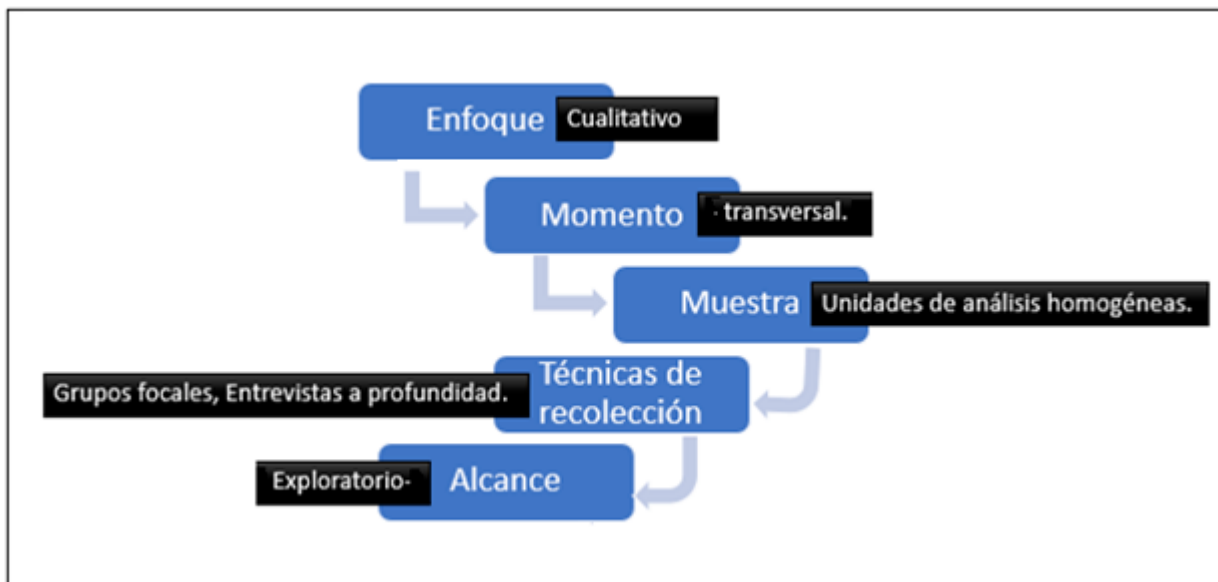 Enfoque Cualitativo
Momento · transversal.
Muestra Unidades de análisis homogéneas.
Grupos focales, Entrevistas a profundidad.
Técnicas de
recolección
Exploratorio- Alcance